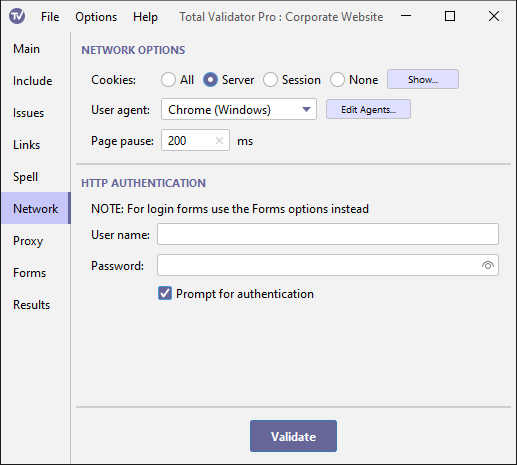 TV File Options Help Total Validator Pro : Corporate Website
Main
Include
Issues
Links
Spell
Network
Proxy
Forms
Results
NETWORK OPTIONS
Cookies: All Server Session None Show...
User agent: Chrome (Windows) Edit Agents...
Page pause: 200 ms
HTTP AUTHENTICATION
NOTE: For login forms use the Forms options instead
User name:
Password:
Prompt for authentication
Validate